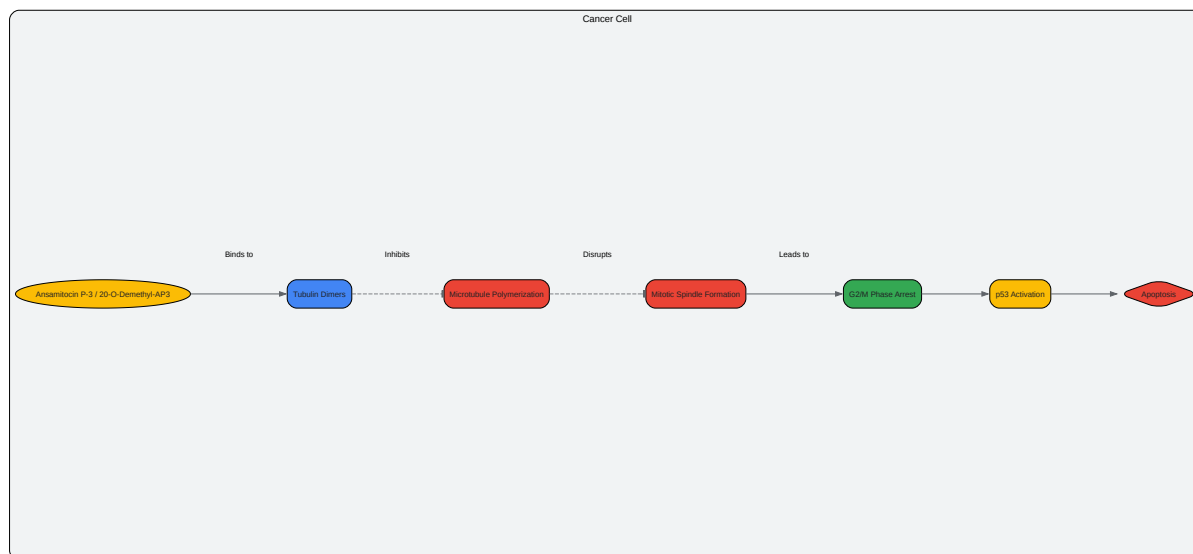 Cancer Cell
Binds to
Inhibits
Disrupts
Leads to
Ansamitocin P-3 / 20-O-Demethyl-AP3
Tubulin Dimers
Microtubule Polymerization
Mitotic Spindle Formation
G2/M Phase Arrest
p53 Activation
Apoptosis